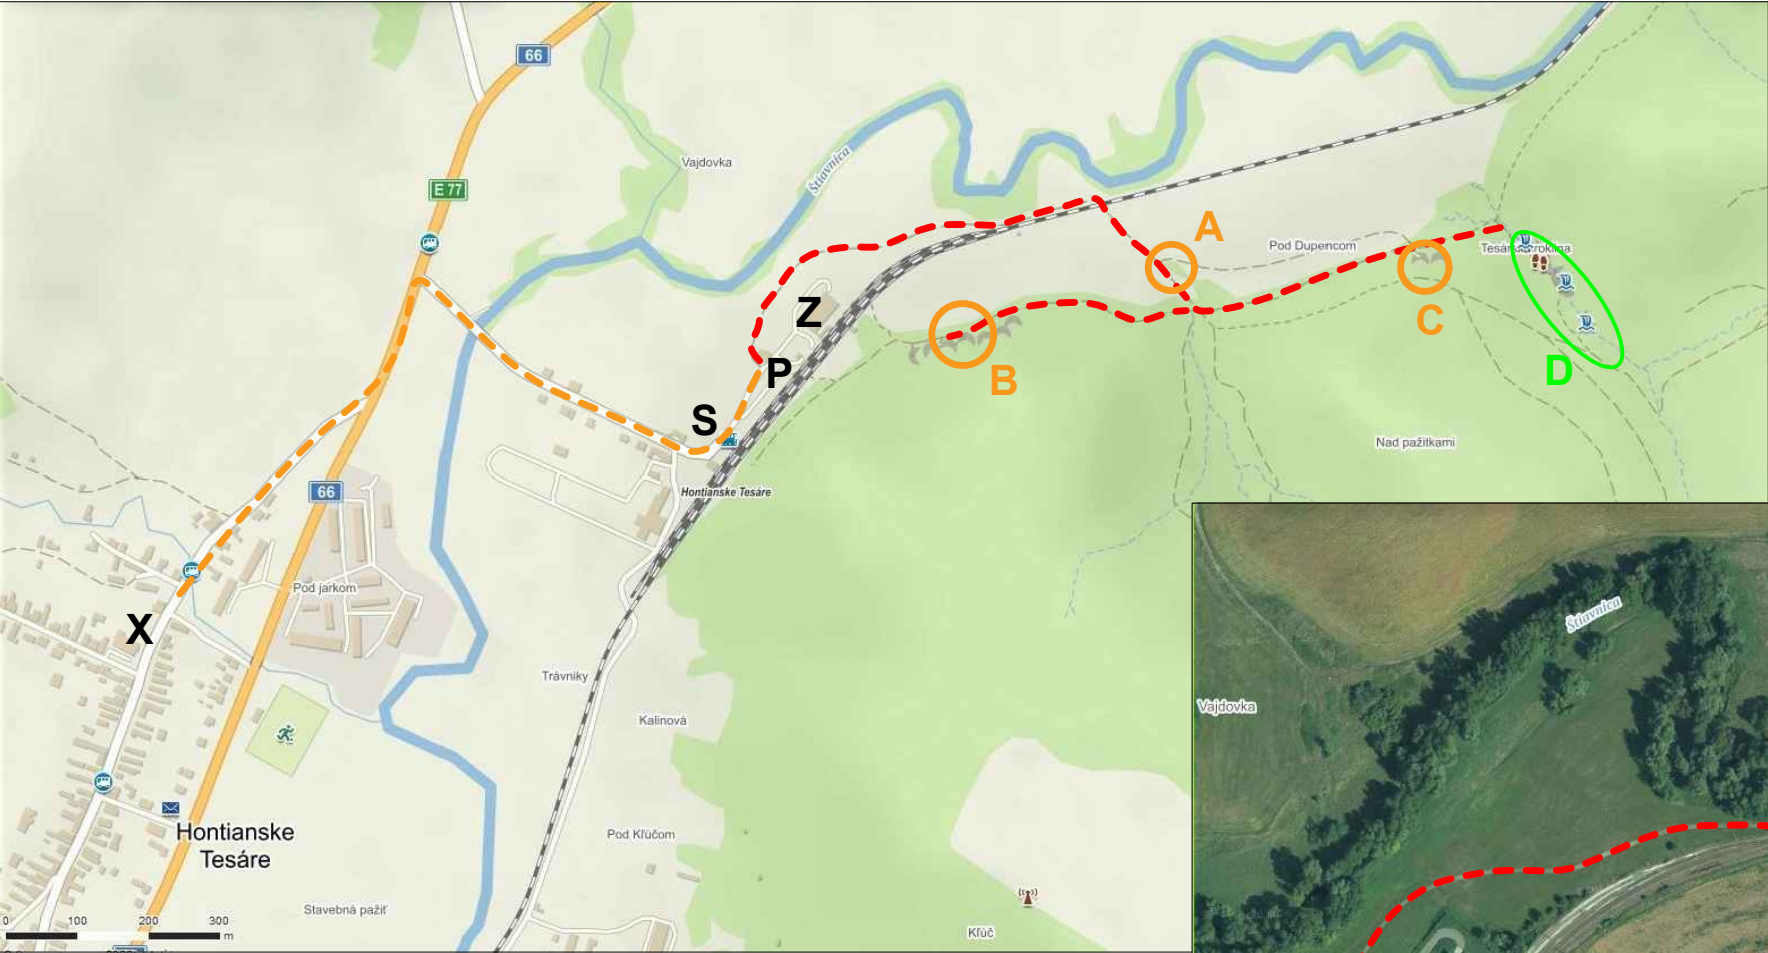 66
Vajdovka
Štiavnica
E 77
A
Pod Dupencom
Z
B
C
D
P
S
Nad pažitkami
66
Hontianske Tesáre
Pod jarkom
X
Štiavnica
Vajdovka
Trávniky
Kalinová
Hontianske
Tesáre
Pod Kľúčom
Stavebná pažiť
Kľúč
0 100 200 300
m